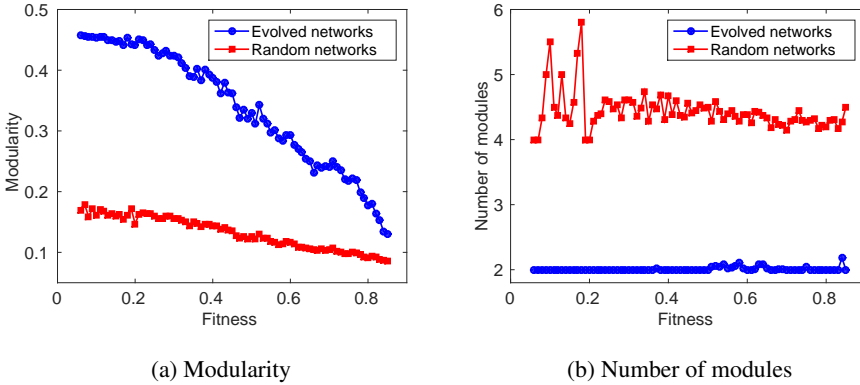 0.5
0.4
0.3
0.2
0.1
Modularity
0
0.2
0.4
0.6
0.8
Fitness
Evolved networks
Random networks
(a) Modularity
6
5
4
3
2
Number of modules
0
0.2
0.4
0.6
0.8
Fitness
Evolved networks
Random networks
(b) Number of modules